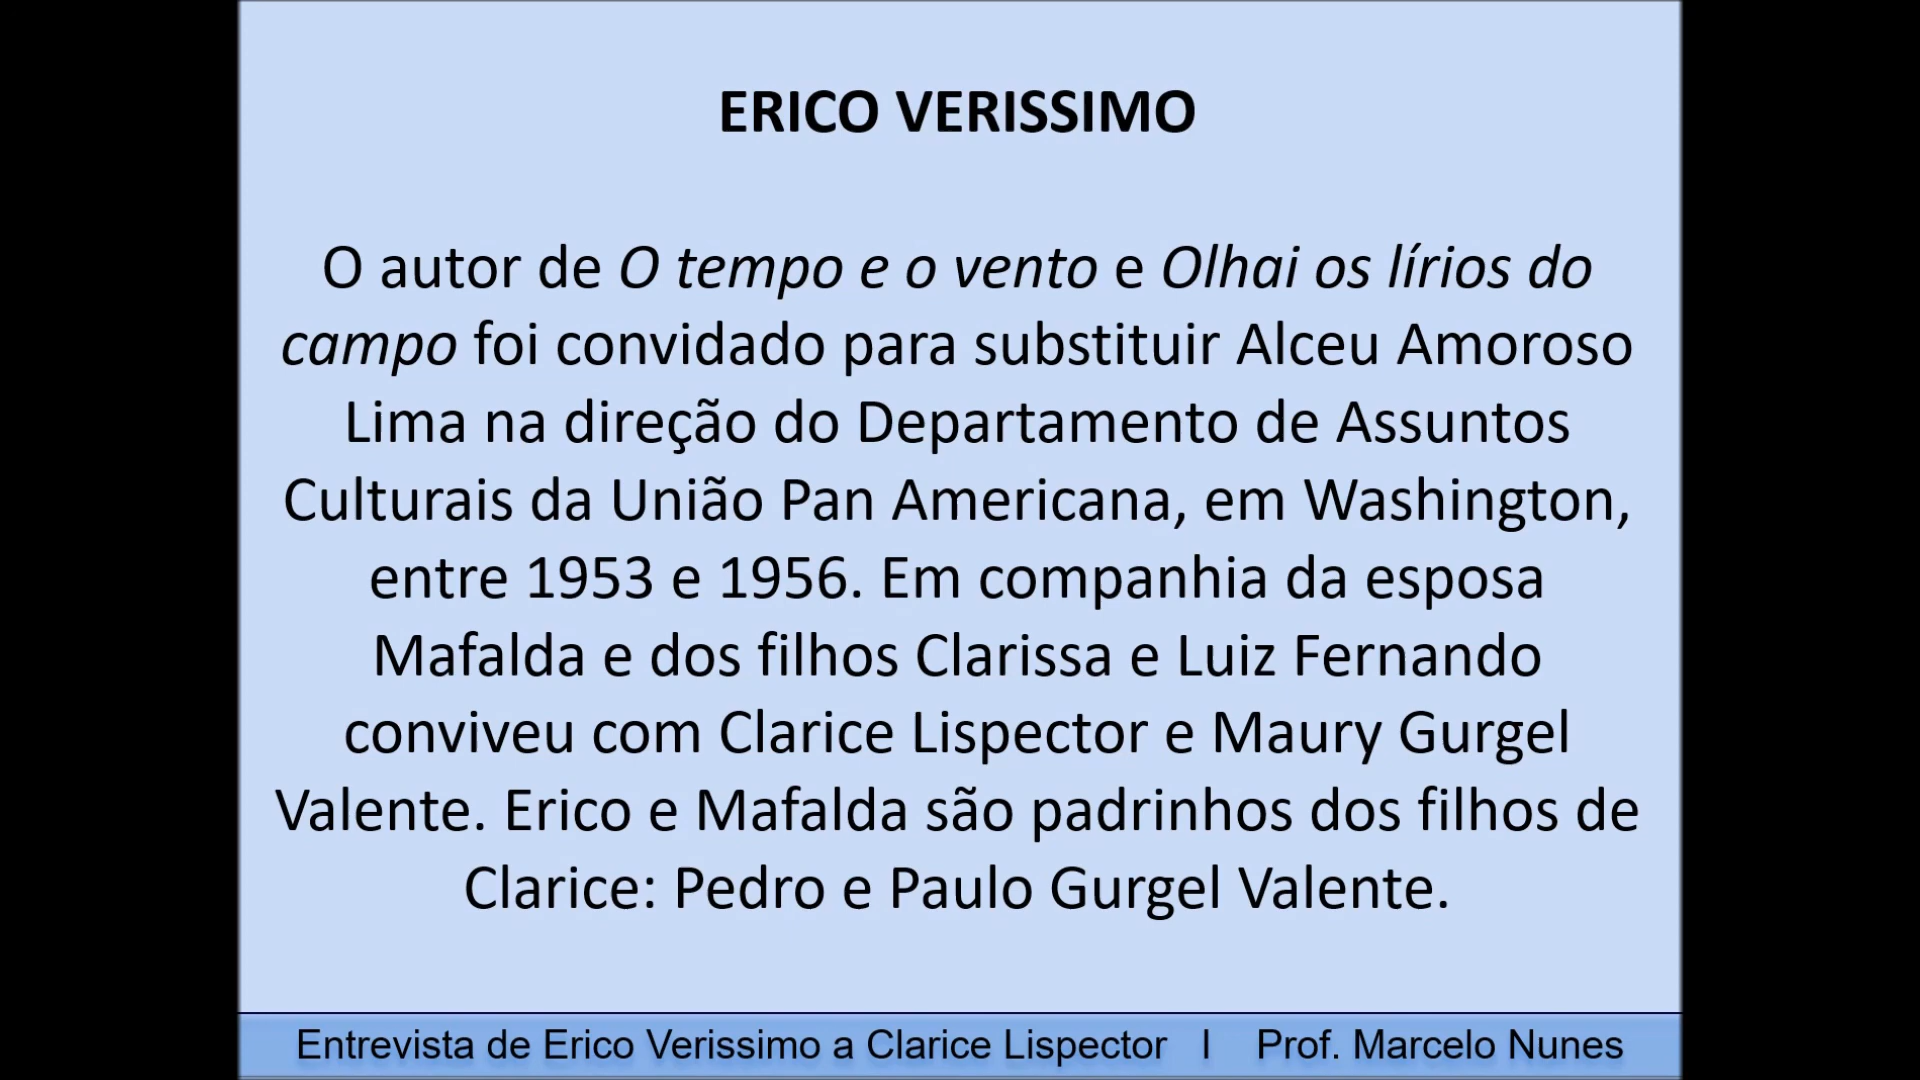 ERICO VERISSIMO
O autor de O tempo e o vento e Olhai os lírios do
campo foi convidado para substituir Alceu Amoroso
Lima na direção do Departamento de Assuntos
Culturais da União Pan Americana, em Washington,
entre 1953 e 1956. Em companhia da esposa
Mafalda e dos filhos Clarissa e Luiz Fernando
conviveu com Clarice Lispector e Maury Gurgel
Valente. Erico e Mafalda são padrinhos dos filhos de
Clarice: Pedro e Paulo Gurgel Valente.
Entrevista de Erico Verissimo a Clarice Lispector I Prof. Marcelo Nunes